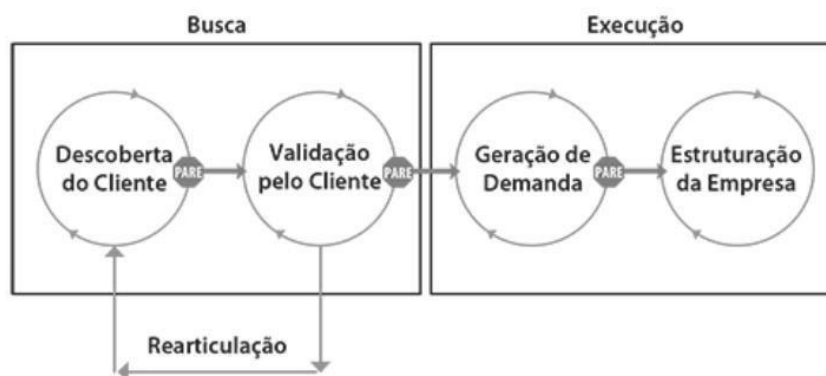 Busca
Execução
Descoberta
do Cliente
PARE
Validação
pelo Cliente
PARE
Geração de
Demanda
PARE
Estruturação
da Empresa
Rearticulação